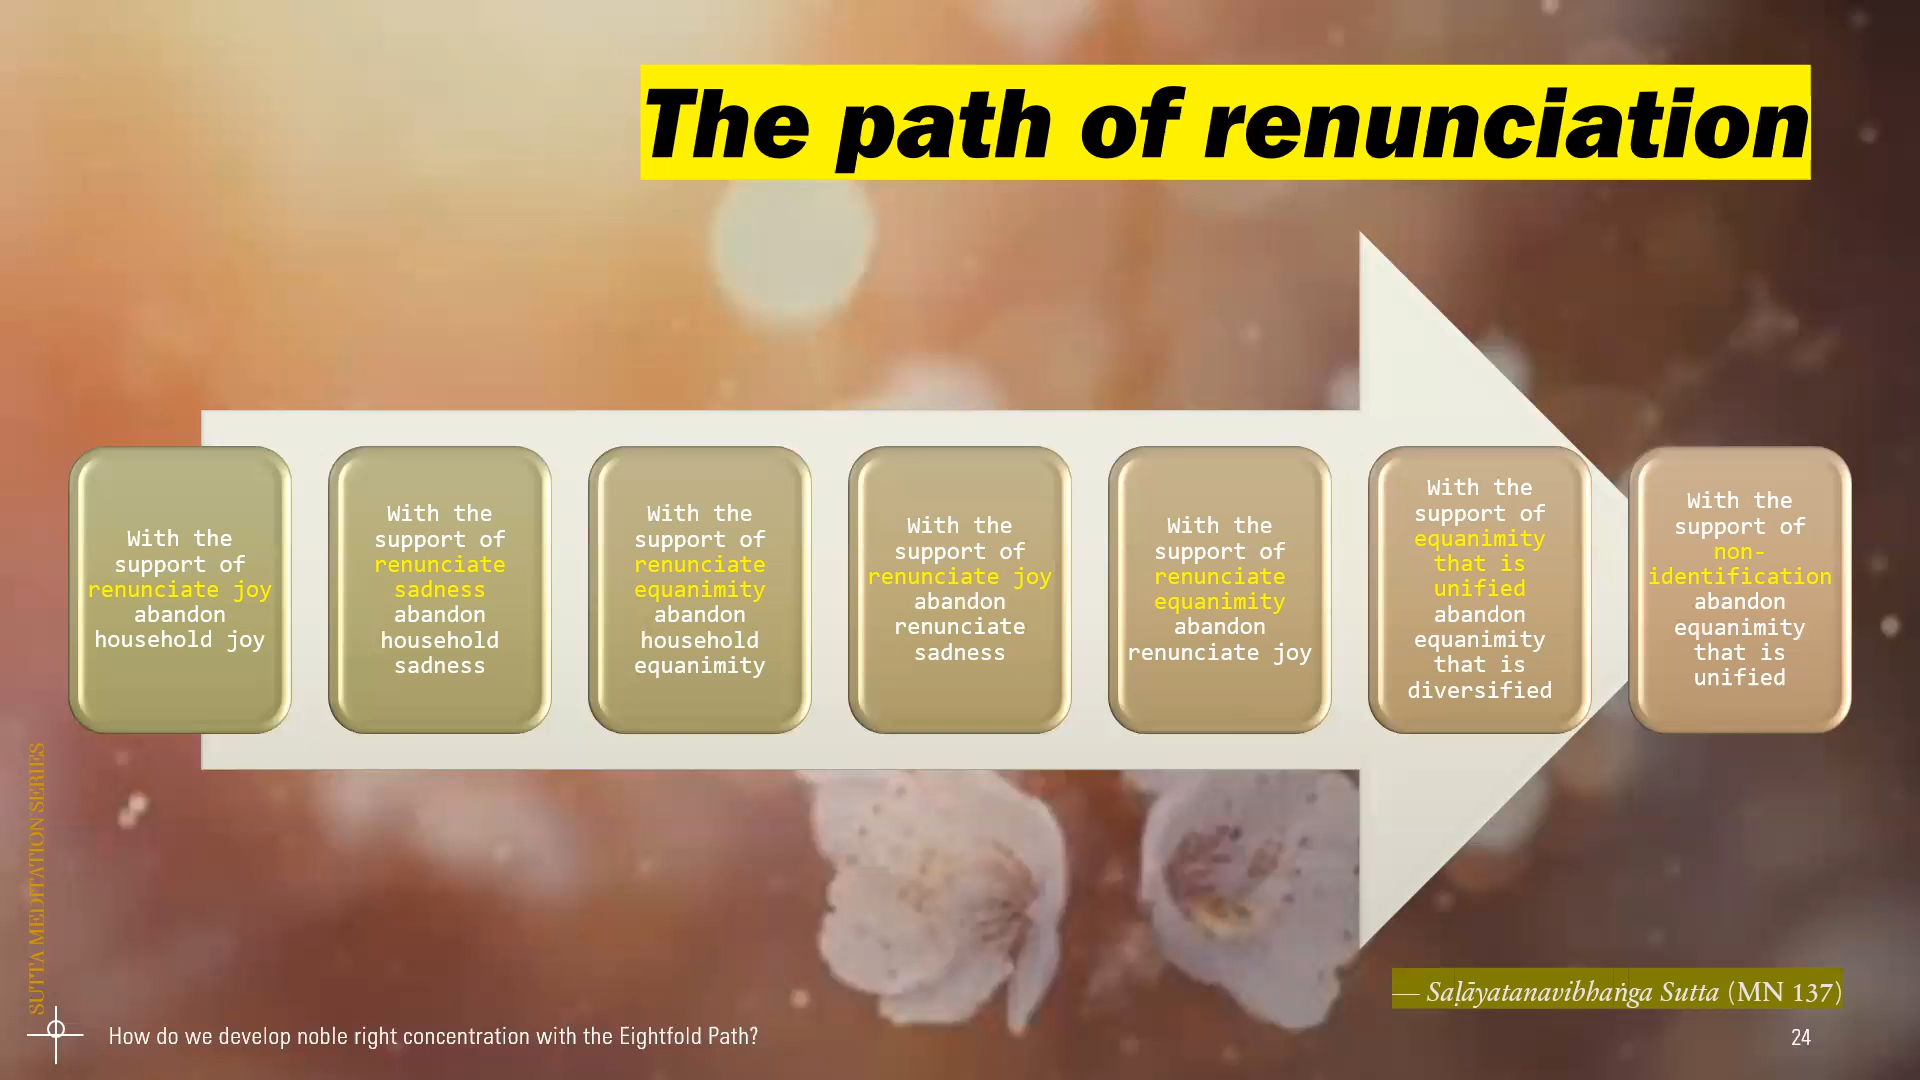 The path of renunciation
With the
support of
renunciate joy
abandon
household joy
With the
support of
renunciate
sadness
abandon
household
sadness
With the
support of
renunciate
equanimity
abandon
household
equanimity
With the
support of
renunciate joy
abandon
renunciate
sadness
With the
support of
renunciate
equanimity
abandon
renunciate joy
With the
support of
equanimity
that is
unified
abandon
equanimity
that is
diversified
With the
support of
non-
identification
abandon
equanimity
that is
unified
SUTTA MEDITATION SERIES
— Saḷāyatanavibhaṅga Sutta (MN 137)
How do we develop noble right concentration with the Eightfold Path?
24